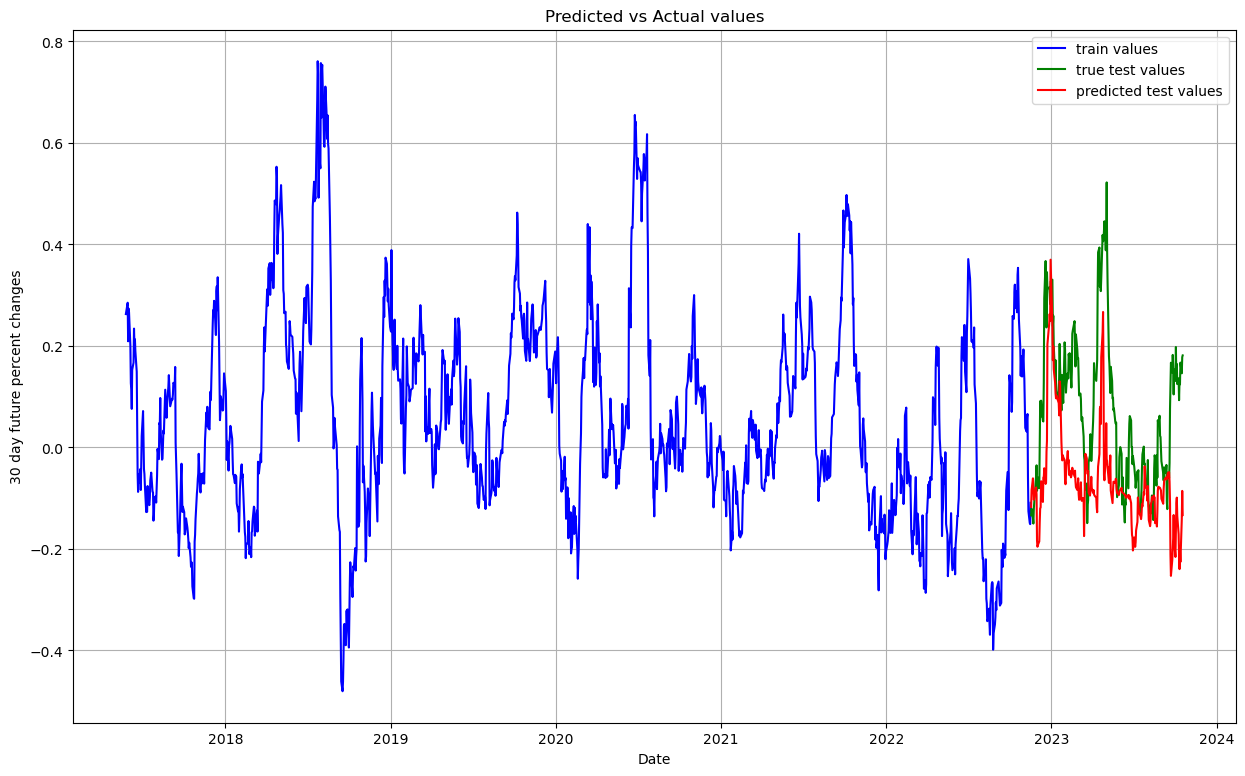 Predicted vs Actual values
train values
true test values
predicted test values
30 day future percent changes
0.8
0.6
0.4
0.2
0.0
−0.2
−0.4
2018
2019
2020
2021
2022
2023
2024
Date